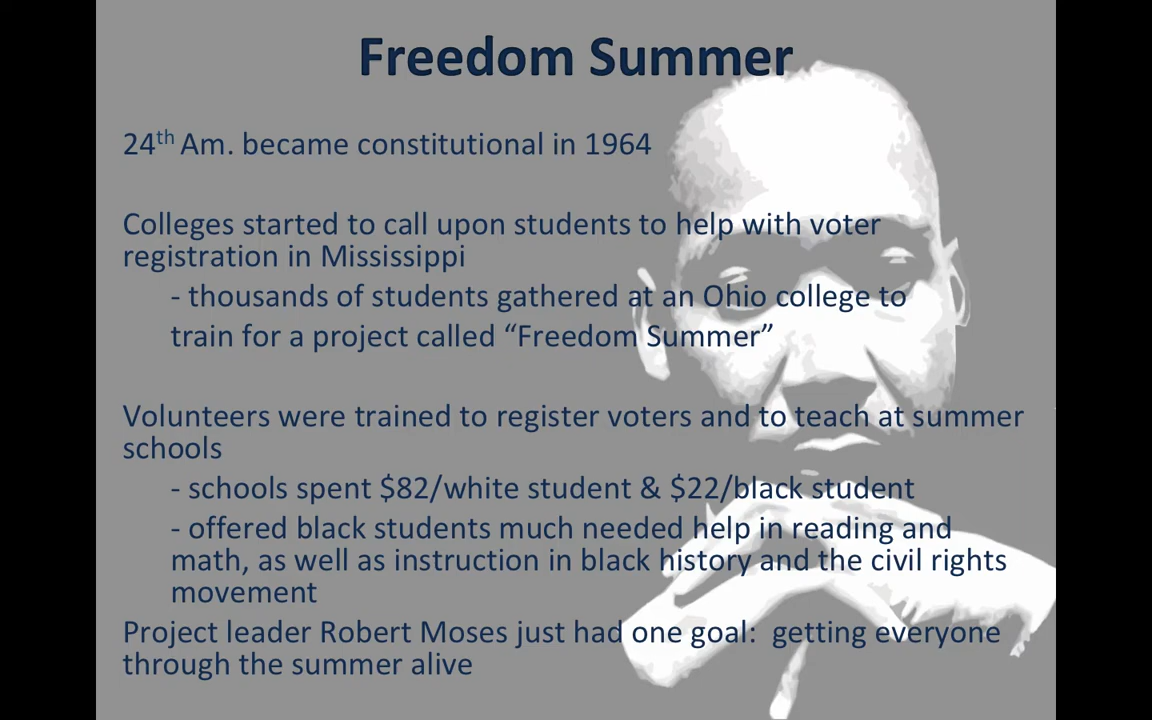 Freedom Summer
24th Am. became constitutional in 1964
Colleges started to call upon students to help with voter
registration in Mississippi
- thousands of students gathered at an Ohio college to
train for a project called “Freedom Summer”
Volunteers were trained to register voters and to teach at summer
schools
- schools spent $82/white student & $22/black student
- offered black students much needed help in reading and
math, as well as instruction in black history and the civil rights
movement
Project leader Robert Moses just had one goal:  getting everyone
through the summer alive